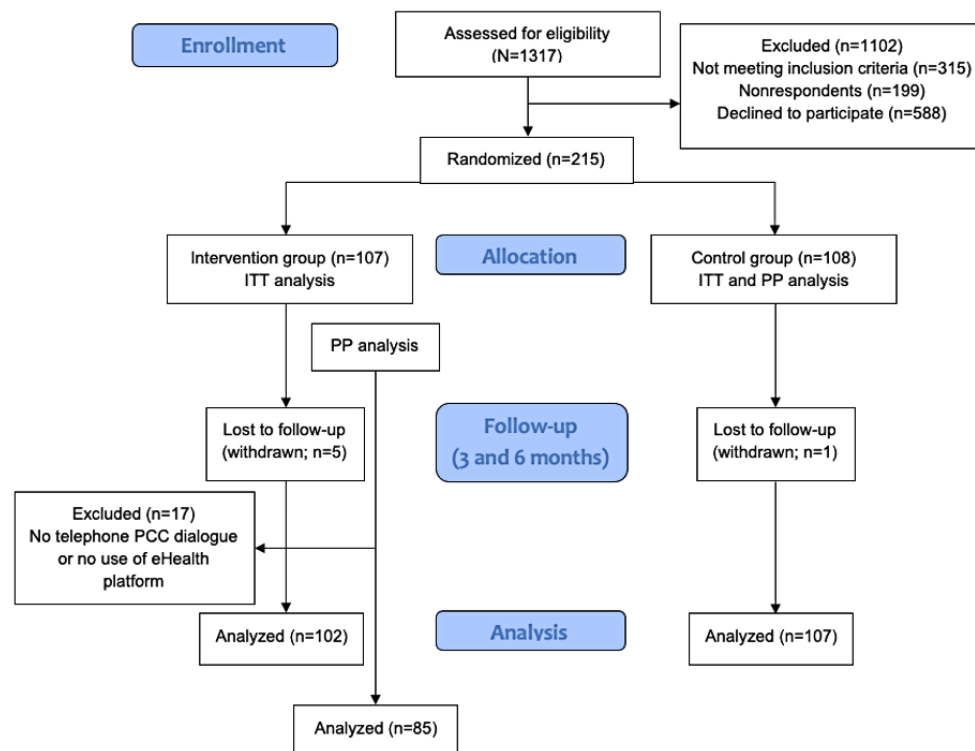 Enrollment
Assessed for eligibility
(N=1317)
Excluded (n=1102)
Not meeting inclusion criteria (n=315)
Nonrespondents (n=199)
Declined to participate (n=588)
Randomized (n=215)
Intervention group (n=107)
ITT analysis
Allocation
Control group (n=108)
ITT and PP analysis
PP analysis
Lost to follow-up
(withdrawn; n=5)
Follow-up
(3 and 6 months)
Lost to follow-up
(withdrawn; n=1)
Excluded (n=17)
No telephone PCC dialogue
or no use of eHealth
platform
Analyzed (n=102)
Analysis
Analyzed (n=107)
Analyzed (n=85)